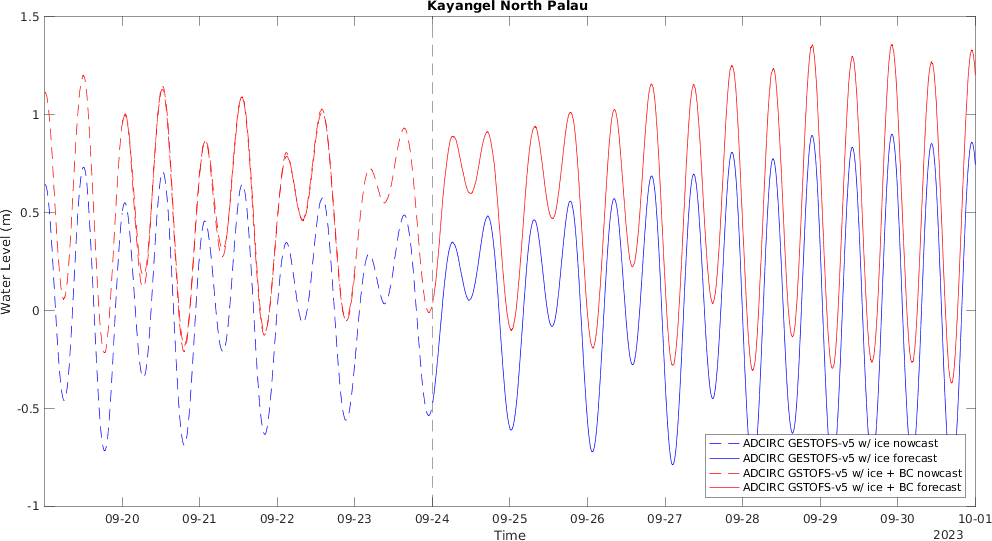 Kayangel North Palau
1.5
1
0.5
0
-0.5
-1
Water Level (m)
ADCIRC GESTOFS-v5 w/ ice nowcast
ADCIRC GESTOFS-v5 w/ ice forecast
ADCIRC GSTOFS-v5 w/ ice + BC nowcast
ADCIRC GSTOFS-v5 w/ ice + BC forecast
09-20 09-21 09-22 09-23 09-24 09-25 09-26 09-27 09-28 09-29 09-30 10-01
Time
2023